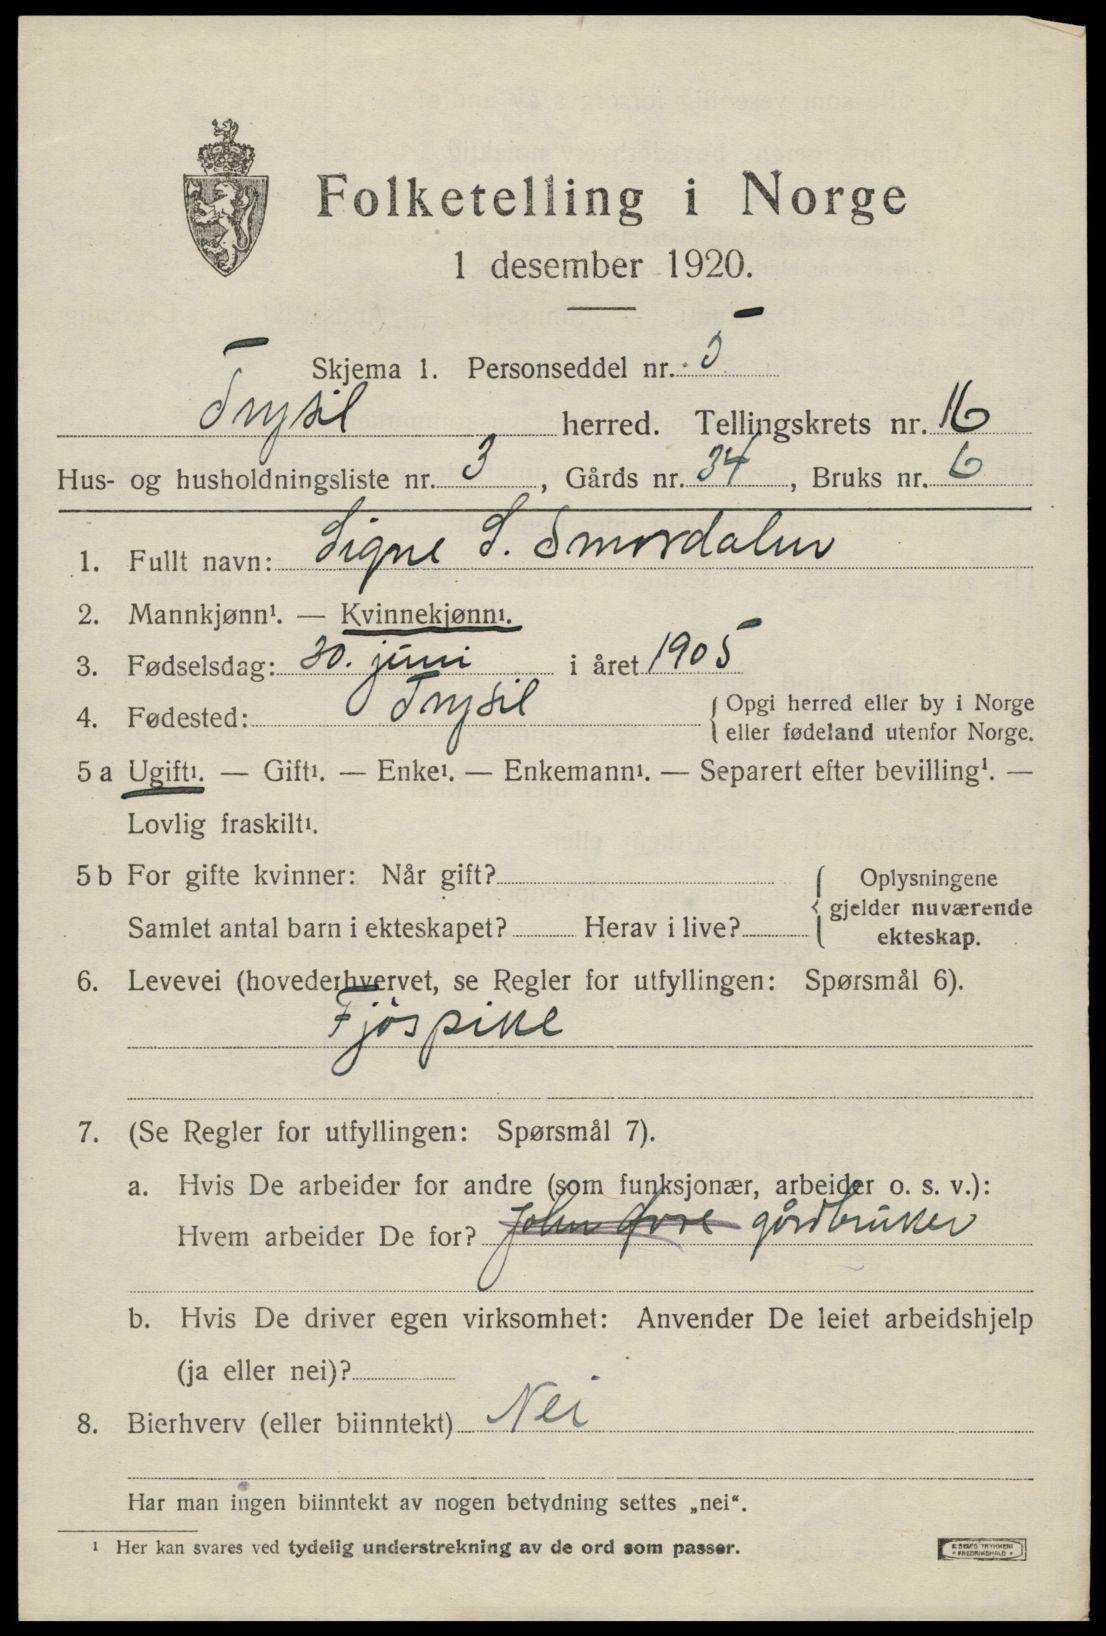 Folketelling i Norge
1 desember 1920.
Skjema 1. Personseddel nr. 5
Trysil herred. Tellingskrets nr. 16
Hus- og husholdningsliste nr. 3, Gårds nr. 34, Bruks nr. 6
1. Fullt navn: Signe S. Smordalen
2. Mannkjønn¹. — Kvinnekjønn¹.
3. Fødselsdag: 30. juni i året 1905
4. Fødested: Trysil { Opgi herred eller by i Norge
eller fødeland utenfor Norge.
5 a Ugift¹. — Gift¹. — Enke¹. — Enkemann¹. — Separert efter bevilling¹. —
Lovlig fraskilt¹.
5 b For gifte kvinner: Når gift? { Oplysningene
gjelder nuværende
Samlet antal barn i ekteskapet? Herav i live? ekteskap.
6. Levevei (hovederhvervet, se Regler for utfyllingen: Spørsmål 6).
Fjøspike
7. (Se Regler for utfyllingen: Spørsmål 7).
a. Hvis De arbeider for andre (som funksjonær, arbeider o. s. v.):
Hvem arbeider De for? John Øvre gårdbruker
b. Hvis De driver egen virksomhet: Anvender De leiet arbeidshjelp
(ja eller nei)?
8. Bierhverv (eller biinntekt) Nei
Har man ingen biinntekt av nogen betydning settes „nei“.
¹ Her kan svares ved tydelig understrekning av de ord som passer.